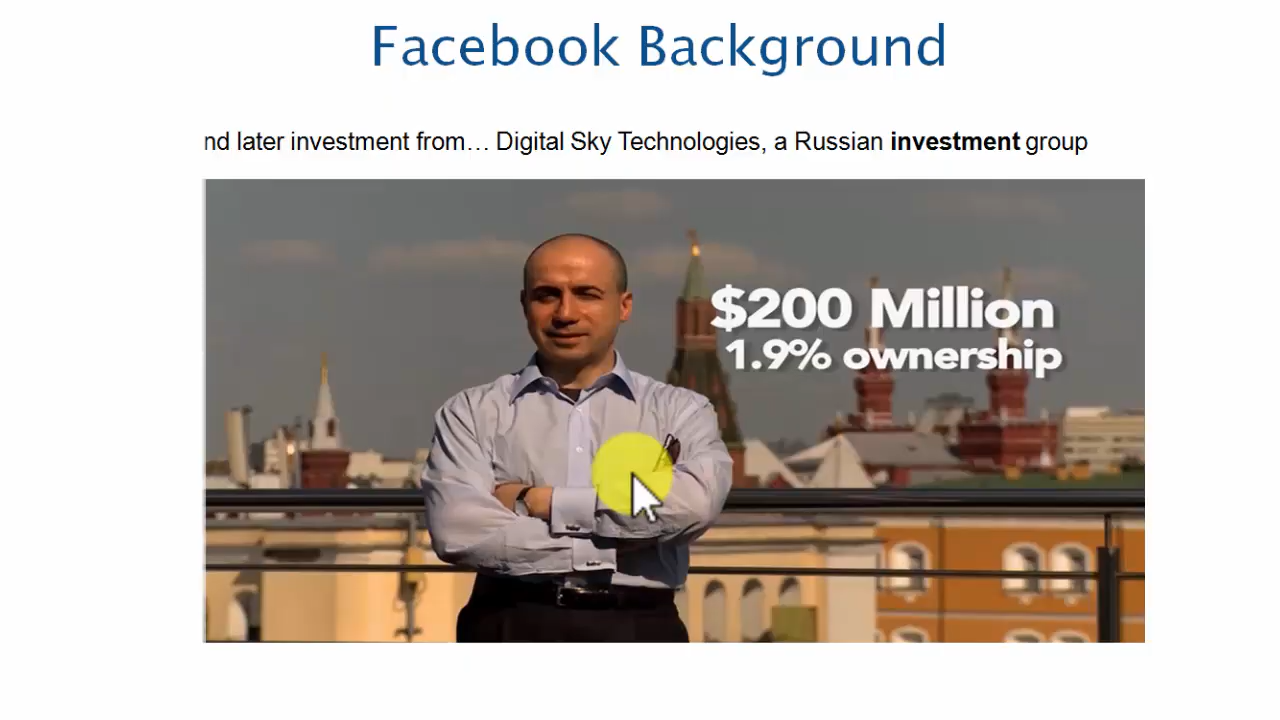 Facebook Background
nd later investment from… Digital Sky Technologies, a Russian investment group
$200 Million
1.9% ownership